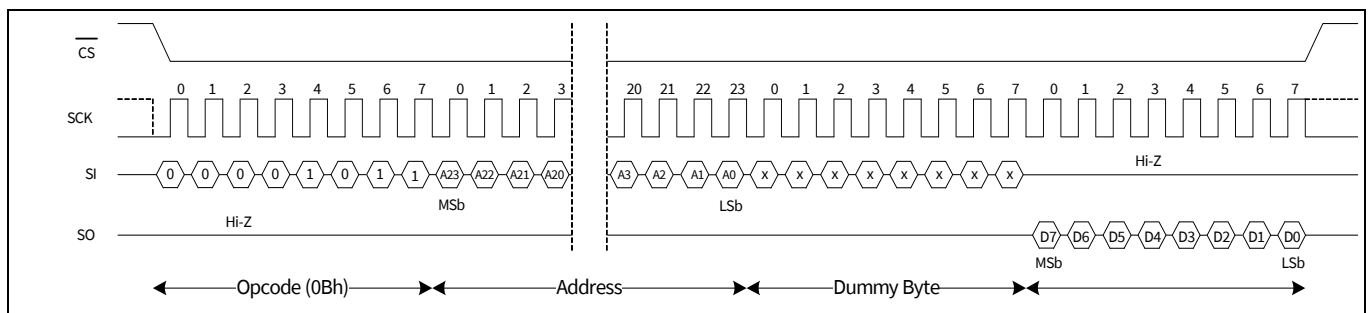 CS
0 1 2 3 4 5 6 7 0 1 2 3 20 21 22 23 0 1 2 3 4 5 6 7 0 1 2 3 4 5 6 7
SCK
Hi-Z
SI 0 0 0 0 1 0 1 1 A23 A22 A21 A20 A3 A2 A1 A0 x x x x x x x x
MSb LSb
Hi-Z
SO D7 D6 D5 D4 D3 D2 D1 D0
MSb LSb
Opcode (0Bh) Address Dummy Byte